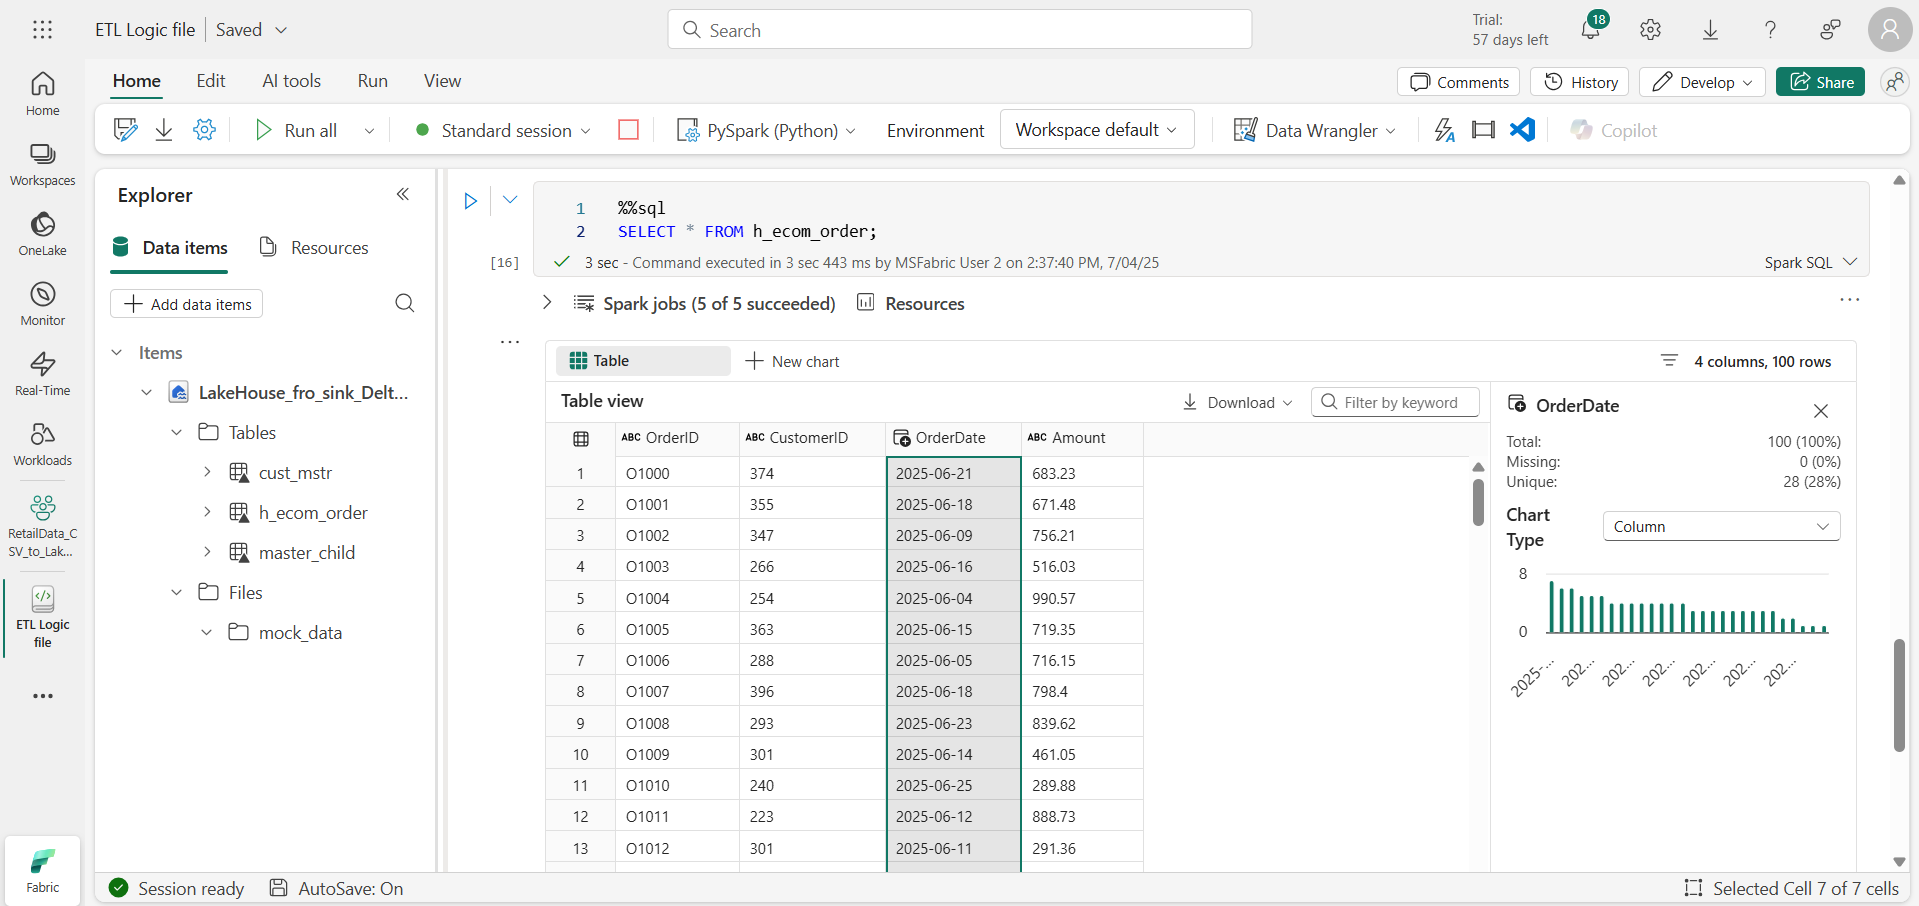 ETL Logic file
Saved
Search
Trial:
57 days left
18
Home
Edit
AI tools
Run
View
Comments
History
Develop
Share
Run all
Standard session
PySpark (Python)
Environment
Workspace default
Data Wrangler
Copilot
Home
Workspaces
OneLake
Monitor
Real-Time
Workloads
RetailData_C
SV_to_Lak...
ETL Logic
file
Fabric
Explorer
Data items
Resources
Add data items
Items
LakeHouse_fro_sink_Delt...
Tables
cust_mstr
h_ecom_order
master_child
Files
mock_data
1 %%sql
2 SELECT * FROM h_ecom_order;
[16]
3 sec - Command executed in 3 sec 443 ms by MSFabric User 2 on 2:37:40 PM, 7/04/25
Spark SQL
Spark jobs (5 of 5 succeeded)
Resources
Table
New chart
4 columns, 100 rows
Table view
Download
Filter by keyword
ABC OrderID ABC CustomerID OrderDate ABC Amount
1 O1000 374 2025-06-21 683.23
2 O1001 355 2025-06-18 671.48
3 O1002 347 2025-06-09 756.21
4 O1003 266 2025-06-16 516.03
5 O1004 254 2025-06-04 990.57
6 O1005 363 2025-06-15 719.35
7 O1006 288 2025-06-05 716.15
8 O1007 396 2025-06-18 798.4
9 O1008 293 2025-06-23 839.62
10 O1009 301 2025-06-14 461.05
11 O1010 240 2025-06-25 289.88
12 O1011 223 2025-06-12 888.73
13 O1012 301 2025-06-11 291.36
OrderDate
Total: 100 (100%)
Missing: 0 (0%)
Unique: 28 (28%)
Chart
Type
Column
8
0
2025-... 202... 202... 202... 202... 202... 202...
Session ready
AutoSave: On
Selected Cell 7 of 7 cells